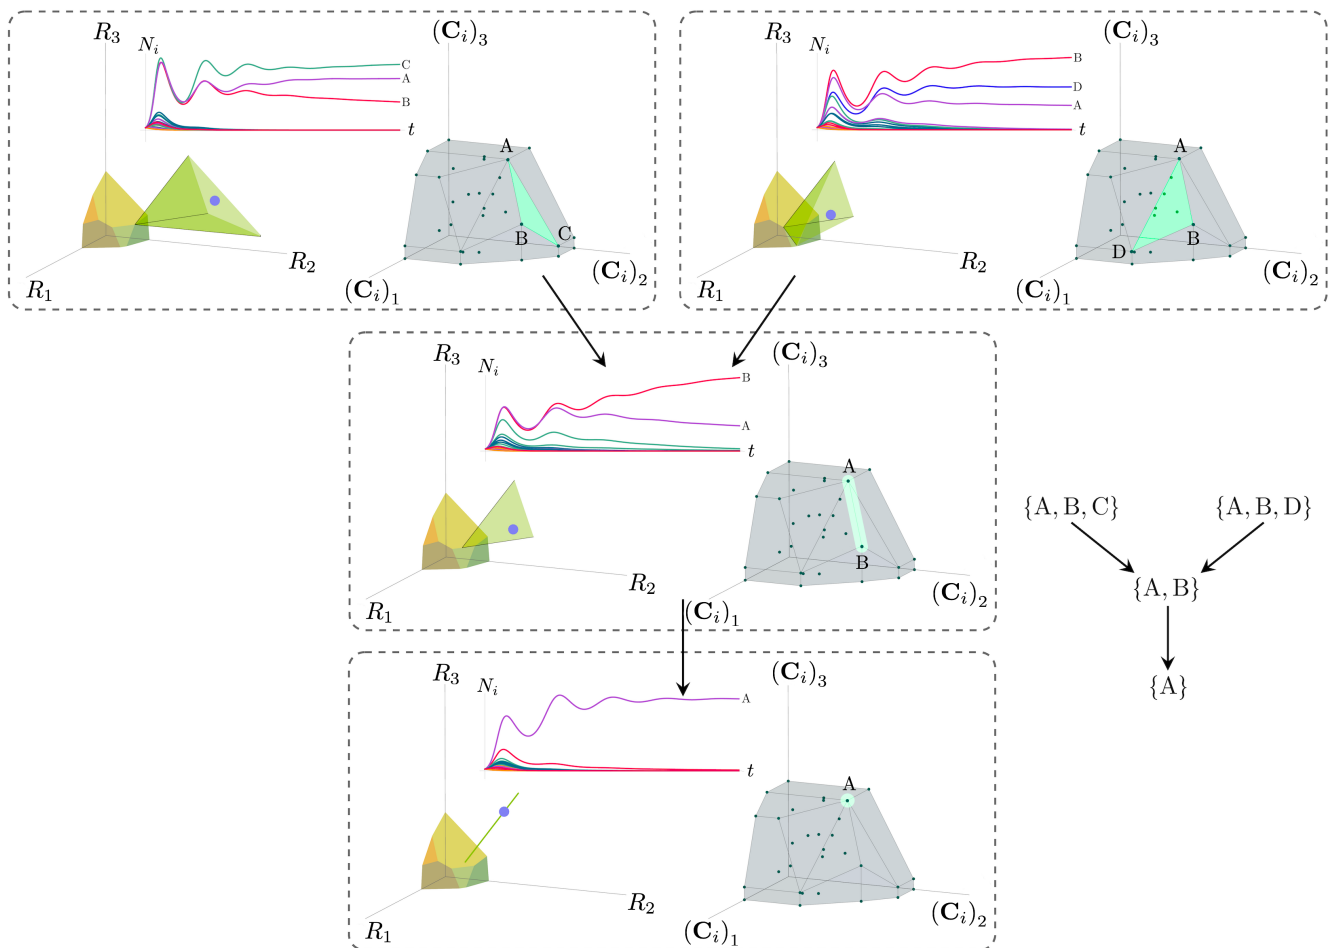 R₃
Nᵢ
C
A
B
t
R₂
R₁
(Cᵢ)₃
A
B
C
(Cᵢ)₂
(Cᵢ)₁
R₃
Nᵢ
B
D
A
t
R₂
R₁
(Cᵢ)₃
A
D
B
(Cᵢ)₂
(Cᵢ)₁
R₃
Nᵢ
B
A
t
R₂
R₁
(Cᵢ)₃
A
B
(Cᵢ)₂
(Cᵢ)₁
{A, B, C} {A, B, D}
{A, B}
{A}
R₃
Nᵢ
A
t
R₂
R₁
(Cᵢ)₃
A
(Cᵢ)₂
(Cᵢ)₁